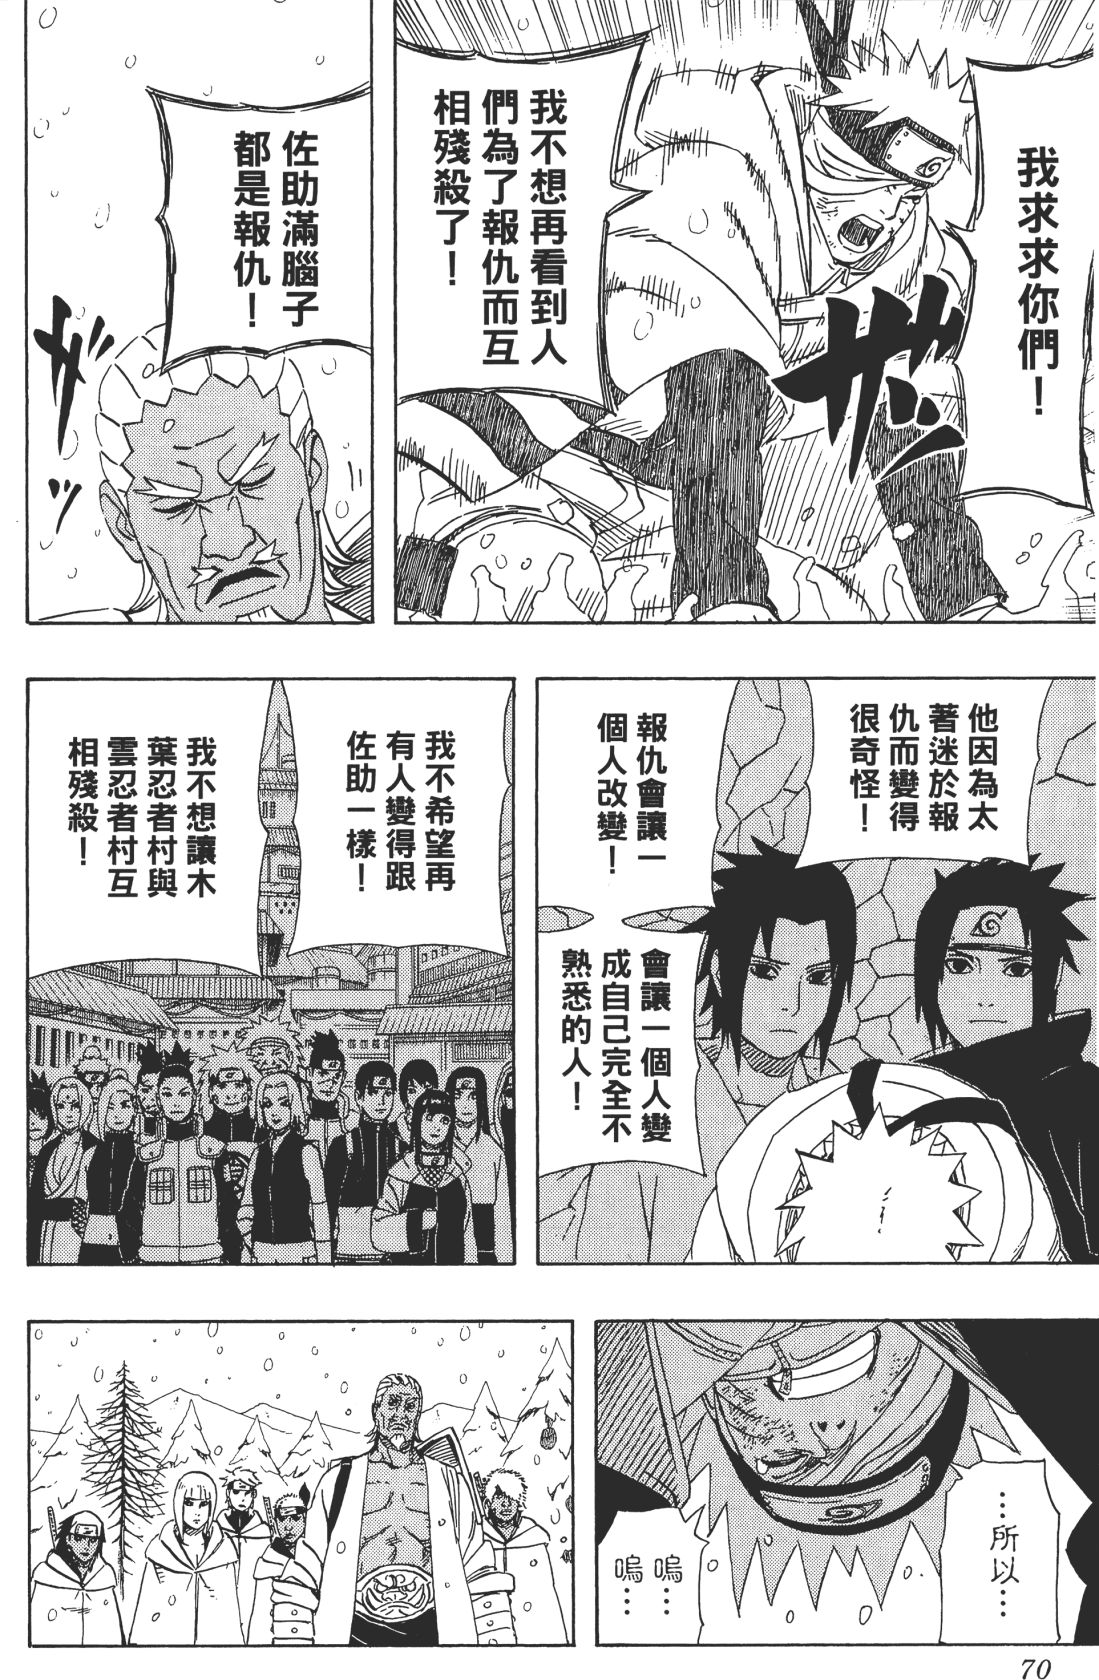 我求求你們！
我不想再看到人
們為了報仇而互
相殘殺了！
ザッ
佐助滿腦子
都是報仇！
ザッ
他因為太
著迷於報
仇而變得
很奇怪！
報仇會讓一
個人改變！
會讓一個人變
成自己完全不
熟悉的人！
我不希望再
有人變得跟
佐助一樣！
我不想讓木
葉忍者村與
雲忍者村互
相殘殺！
…所以…
嗚…
嗚…
70